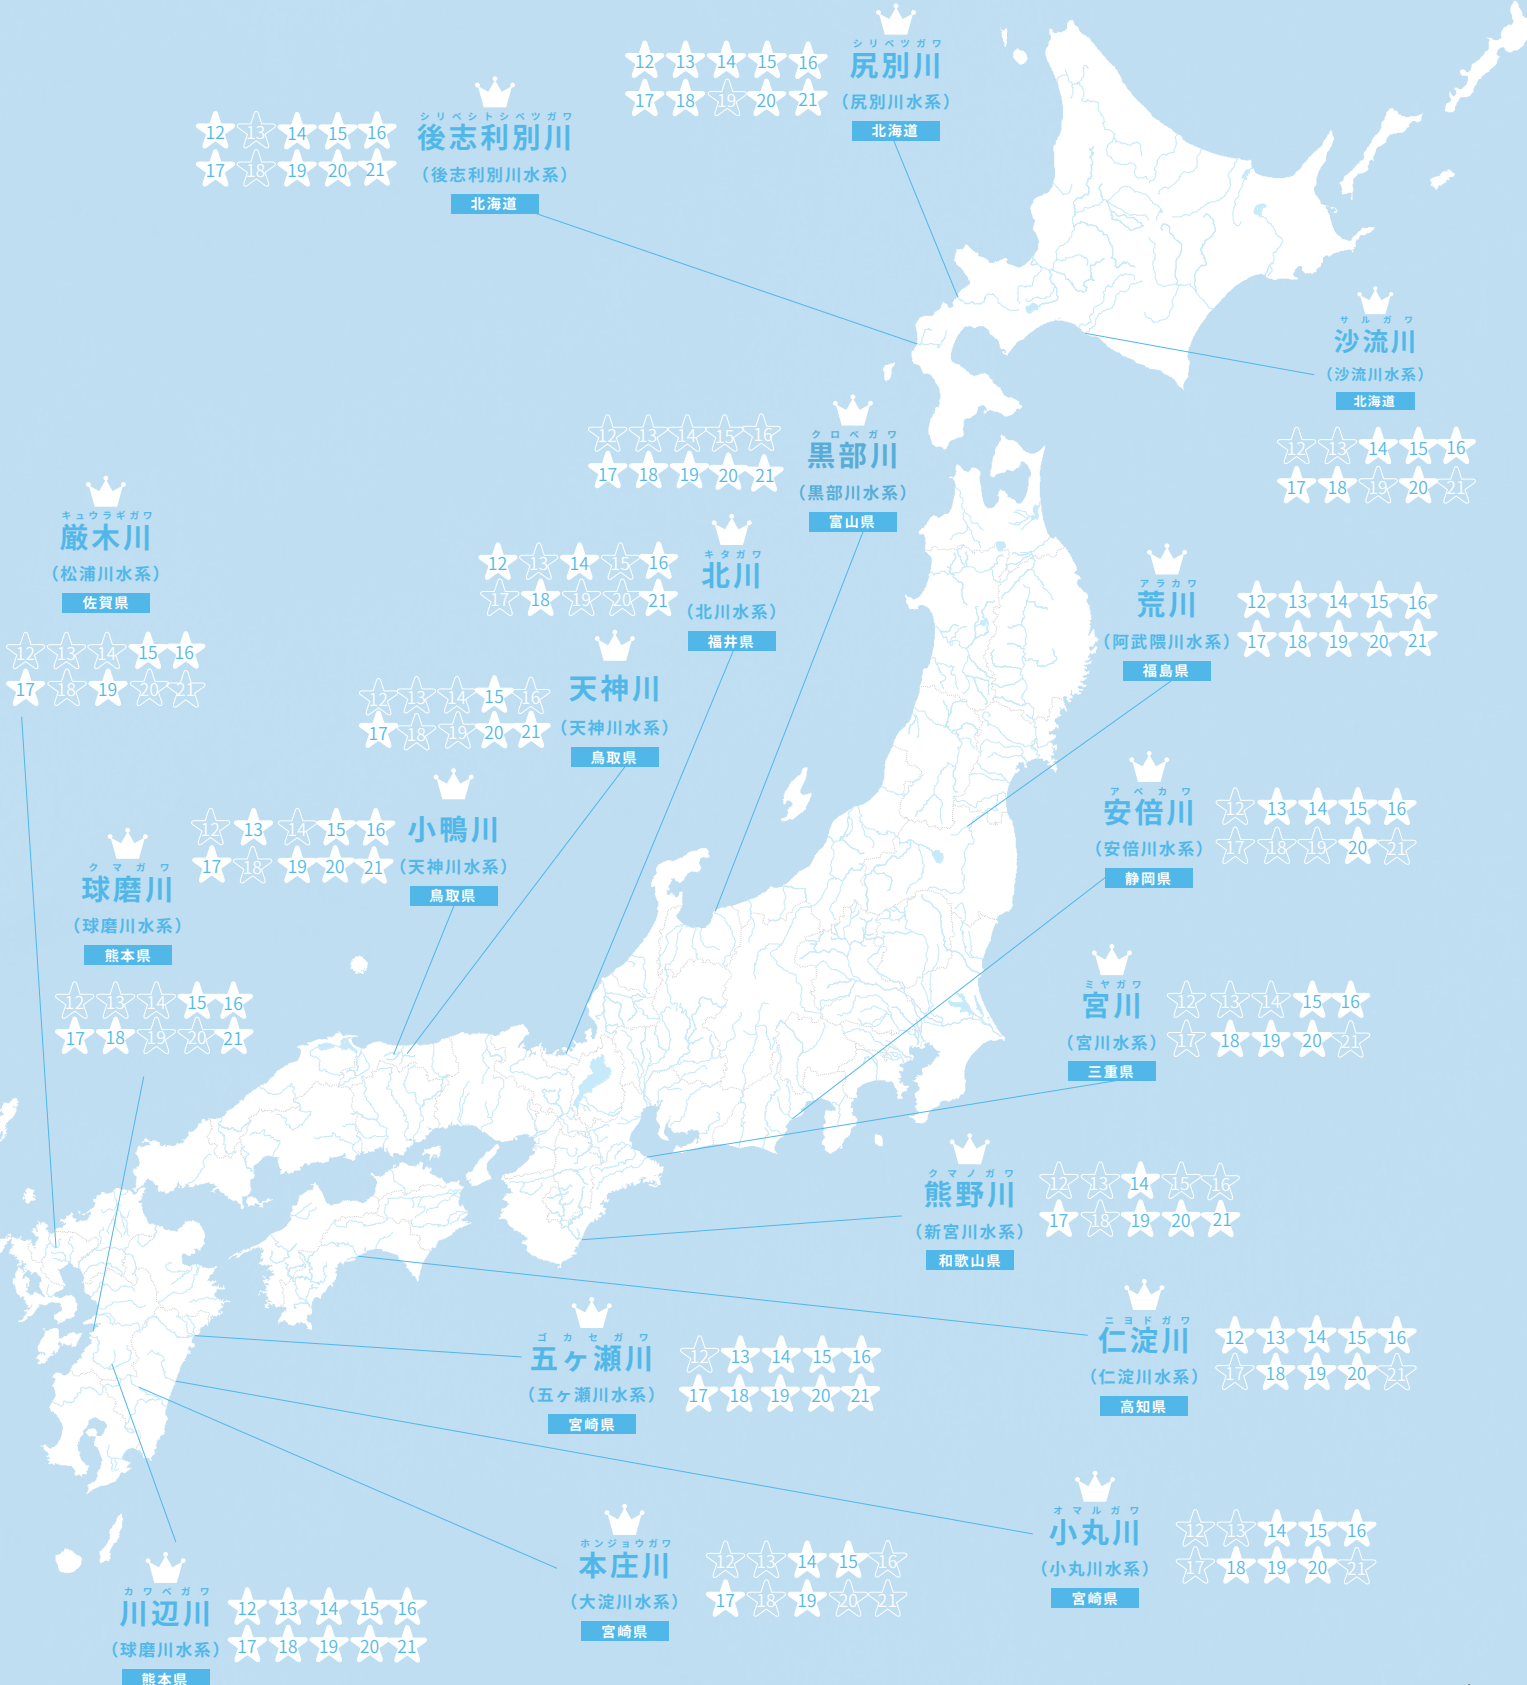 シリベツガワ
尻別川
（尻別川水系）
北海道
12 13 14 15 16
17 18 19 20 21
シリベシトシベツガワ
後志利別川
（後志利別川水系）
北海道
12 13 14 15 16
17 18 19 20 21
サルガワ
沙流川
（沙流川水系）
北海道
12 13 14 15 16
17 18 19 20 21
クロベガワ
黒部川
（黒部川水系）
富山県
12 13 14 15 16
17 18 19 20 21
キュウラギガワ
厳木川
（松浦川水系）
佐賀県
12 13 14 15 16
17 18 19 20 21
キタガワ
北川
（北川水系）
福井県
12 13 14 15 16
17 18 19 20 21
アラカワ
荒川
（阿武隈川水系）
福島県
12 13 14 15 16
17 18 19 20 21
天神川
（天神川水系）
鳥取県
12 13 14 15 16
17 18 19 20 21
アベカワ
安倍川
（安倍川水系）
静岡県
12 13 14 15 16
17 18 19 20 21
小鴨川
（天神川水系）
鳥取県
12 13 14 15 16
17 18 19 20 21
クマガワ
球磨川
（球磨川水系）
熊本県
12 13 14 15 16
17 18 19 20 21
ミヤガワ
宮川
（宮川水系）
三重県
12 13 14 15 16
17 18 19 20 21
クマノガワ
熊野川
（新宮川水系）
和歌山県
12 13 14 15 16
17 18 19 20 21
ニヨドガワ
仁淀川
（仁淀川水系）
高知県
12 13 14 15 16
17 18 19 20 21
ゴカセガワ
五ヶ瀬川
（五ヶ瀬川水系）
宮崎県
12 13 14 15 16
17 18 19 20 21
オマルガワ
小丸川
（小丸川水系）
宮崎県
12 13 14 15 16
17 18 19 20 21
ホンジョウガワ
本庄川
（大淀川水系）
宮崎県
12 13 14 15 16
17 18 19 20 21
カワベガワ
川辺川
（球磨川水系）
熊本県
12 13 14 15 16
17 18 19 20 21